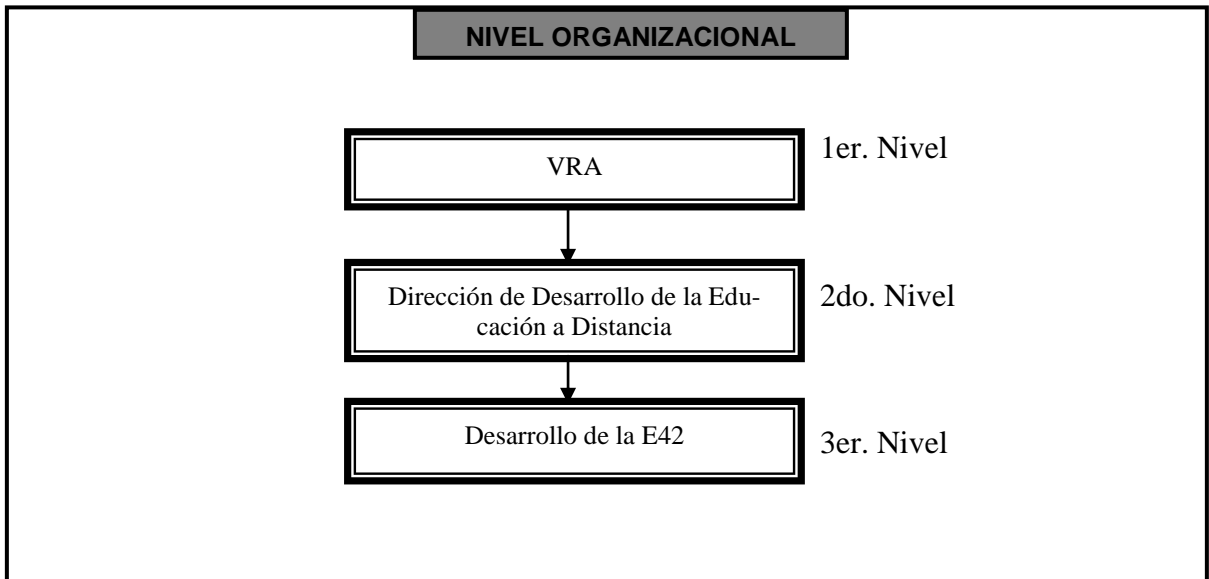 NIVEL ORGANIZACIONAL
VRA
1er. Nivel
Dirección de Desarrollo de la Edu-
cación a Distancia
2do. Nivel
Desarrollo de la E42
3er. Nivel